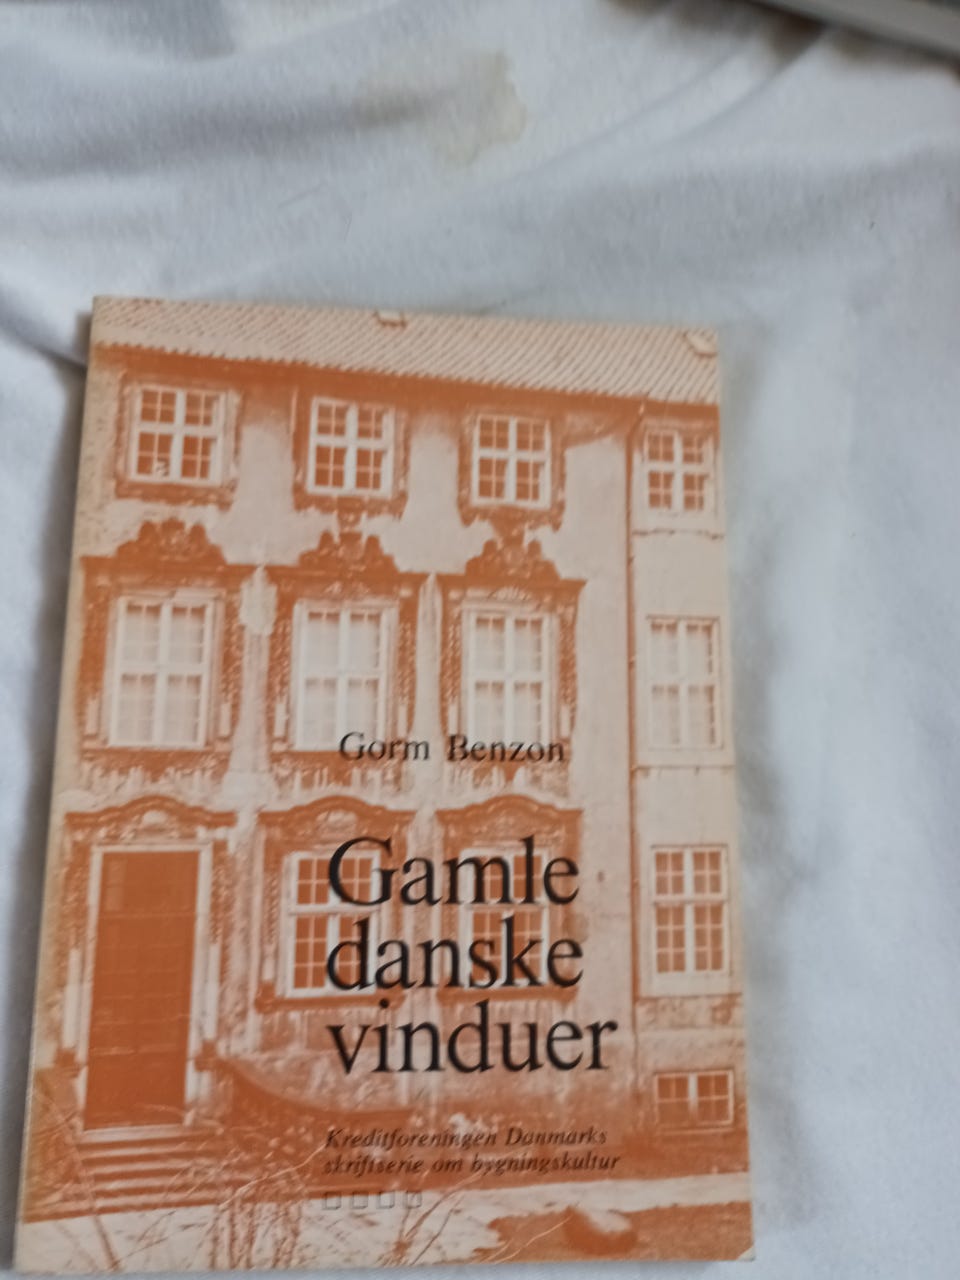 Gorm Benzon
Gamle
danske
vinduer
Kreditforeningen Danmarks
skriftserie om bygningskultur